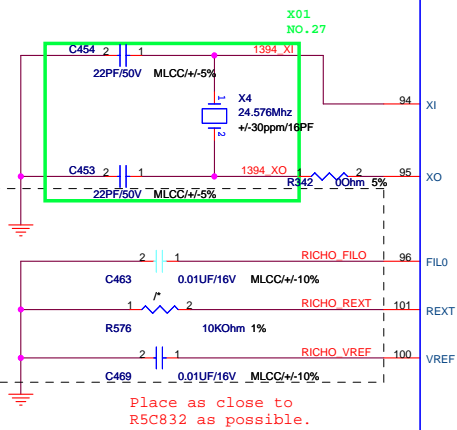 X01
NO.27
C454 2 1 1394_XI
22PF/50V MLCC/+/-5%
1 X4
24.576Mhz
2 +/-30ppm/16PF
94 XI
C453 2 1 1394_XO 1 2 95 XO
22PF/50V MLCC/+/-5% R342 0Ohm 5%
2 1 RICHO_FILO 96 FIL0
C463 0.01UF/16V MLCC/+/-10%
/*
1 2 RICHO_REXT 101 REXT
R576 10KOhm 1%
2 1 RICHO_VREF 100 VREF
C469 0.01UF/16V MLCC/+/-10%
Place as close to
R5C832 as possible.